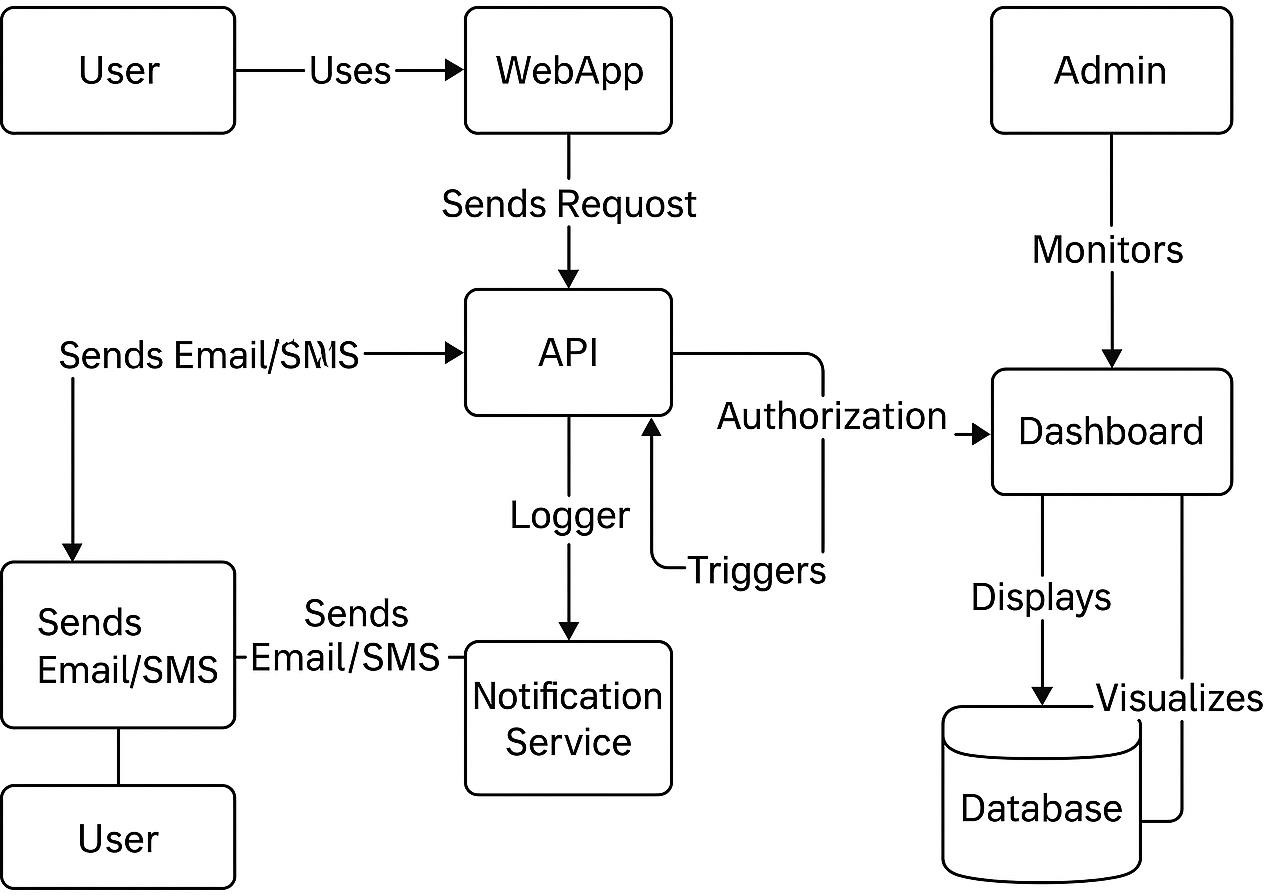 User
Uses
WebApp
Admin
Sends Requost
Monitors
Sends Email/SMS
API
Authorization
Dashboard
Logger
Triggers
Displays
Sends
Email/SMS
Sends
Email/SMS
Notification
Service
Visualizes
Database
User